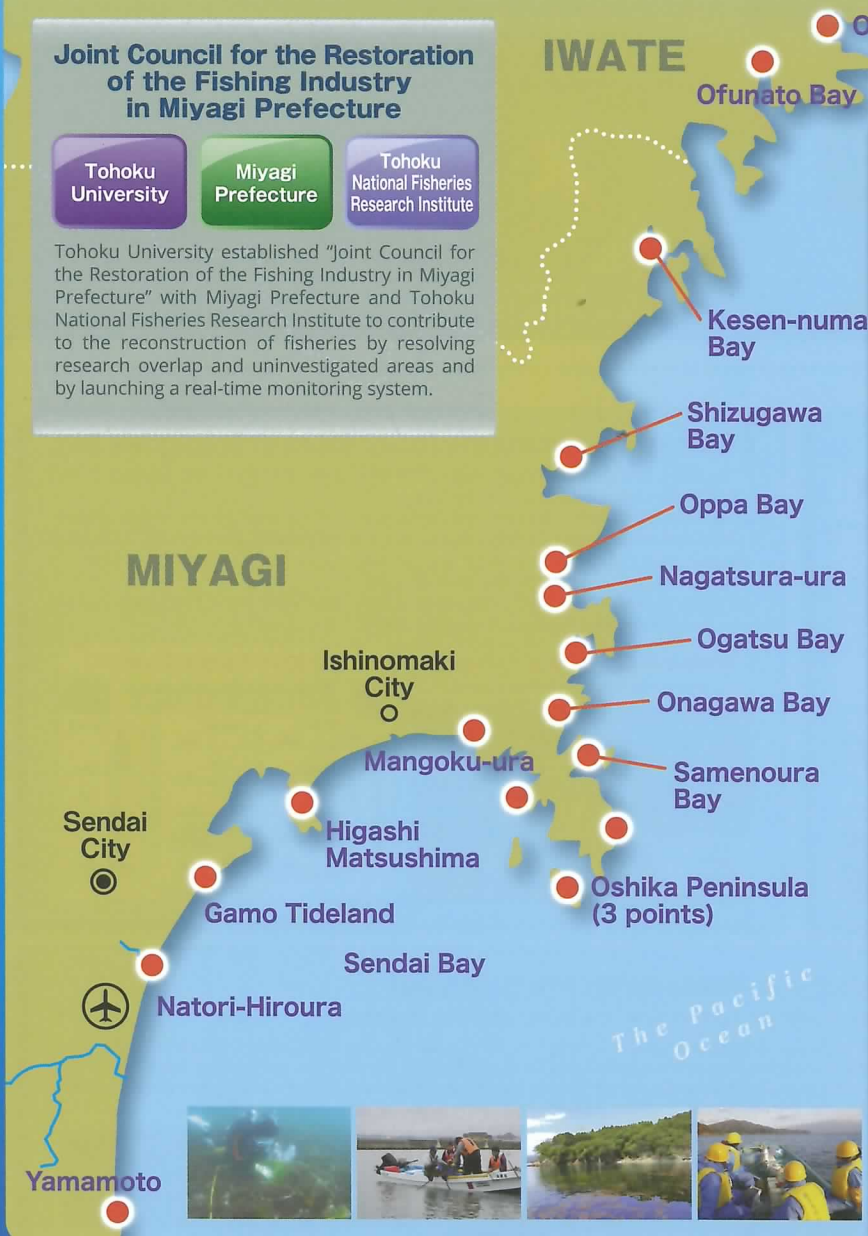 Joint Council for the Restoration
of the Fishing Industry
in Miyagi Prefecture
Tohoku
University
Miyagi
Prefecture
Tohoku
National Fisheries
Research Institute
Tohoku University established “Joint Council for
the Restoration of the Fishing Industry in Miyagi
Prefecture” with Miyagi Prefecture and Tohoku
National Fisheries Research Institute to contribute
to the reconstruction of fisheries by resolving
research overlap and uninvestigated areas and
by launching a real-time monitoring system.
IWATE
Ofunato Bay
Kesen-numa
Bay
Shizugawa
Bay
Oppa Bay
MIYAGI
Nagatsura-ura
Ogatsu Bay
Ishinomaki
City
Onagawa Bay
Mangoku-ura
Samenoura
Bay
Sendai
City
Higashi
Matsushima
Oshika Peninsula
(3 points)
Gamo Tideland
Sendai Bay
Natori-Hiroura
The Pacific
Ocean
Yamamoto